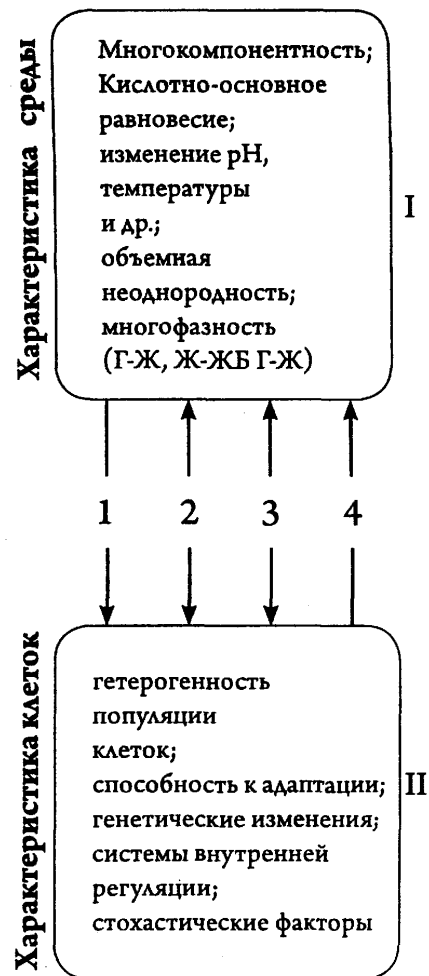 Характеристика среды
Многокомпонентность;
Кислотно-основное
равновесие;
изменение pH,
температуры
и др.;
объемная
неоднородность;
многофазность
(Г-Ж, Ж-ЖБ Г-Ж)
I
1 2 3 4
Характеристика клеток
гетерогенность
популяции
клеток;
способность к адаптации;
генетические изменения;
системы внутренней
регуляции;
стохастические факторы
II